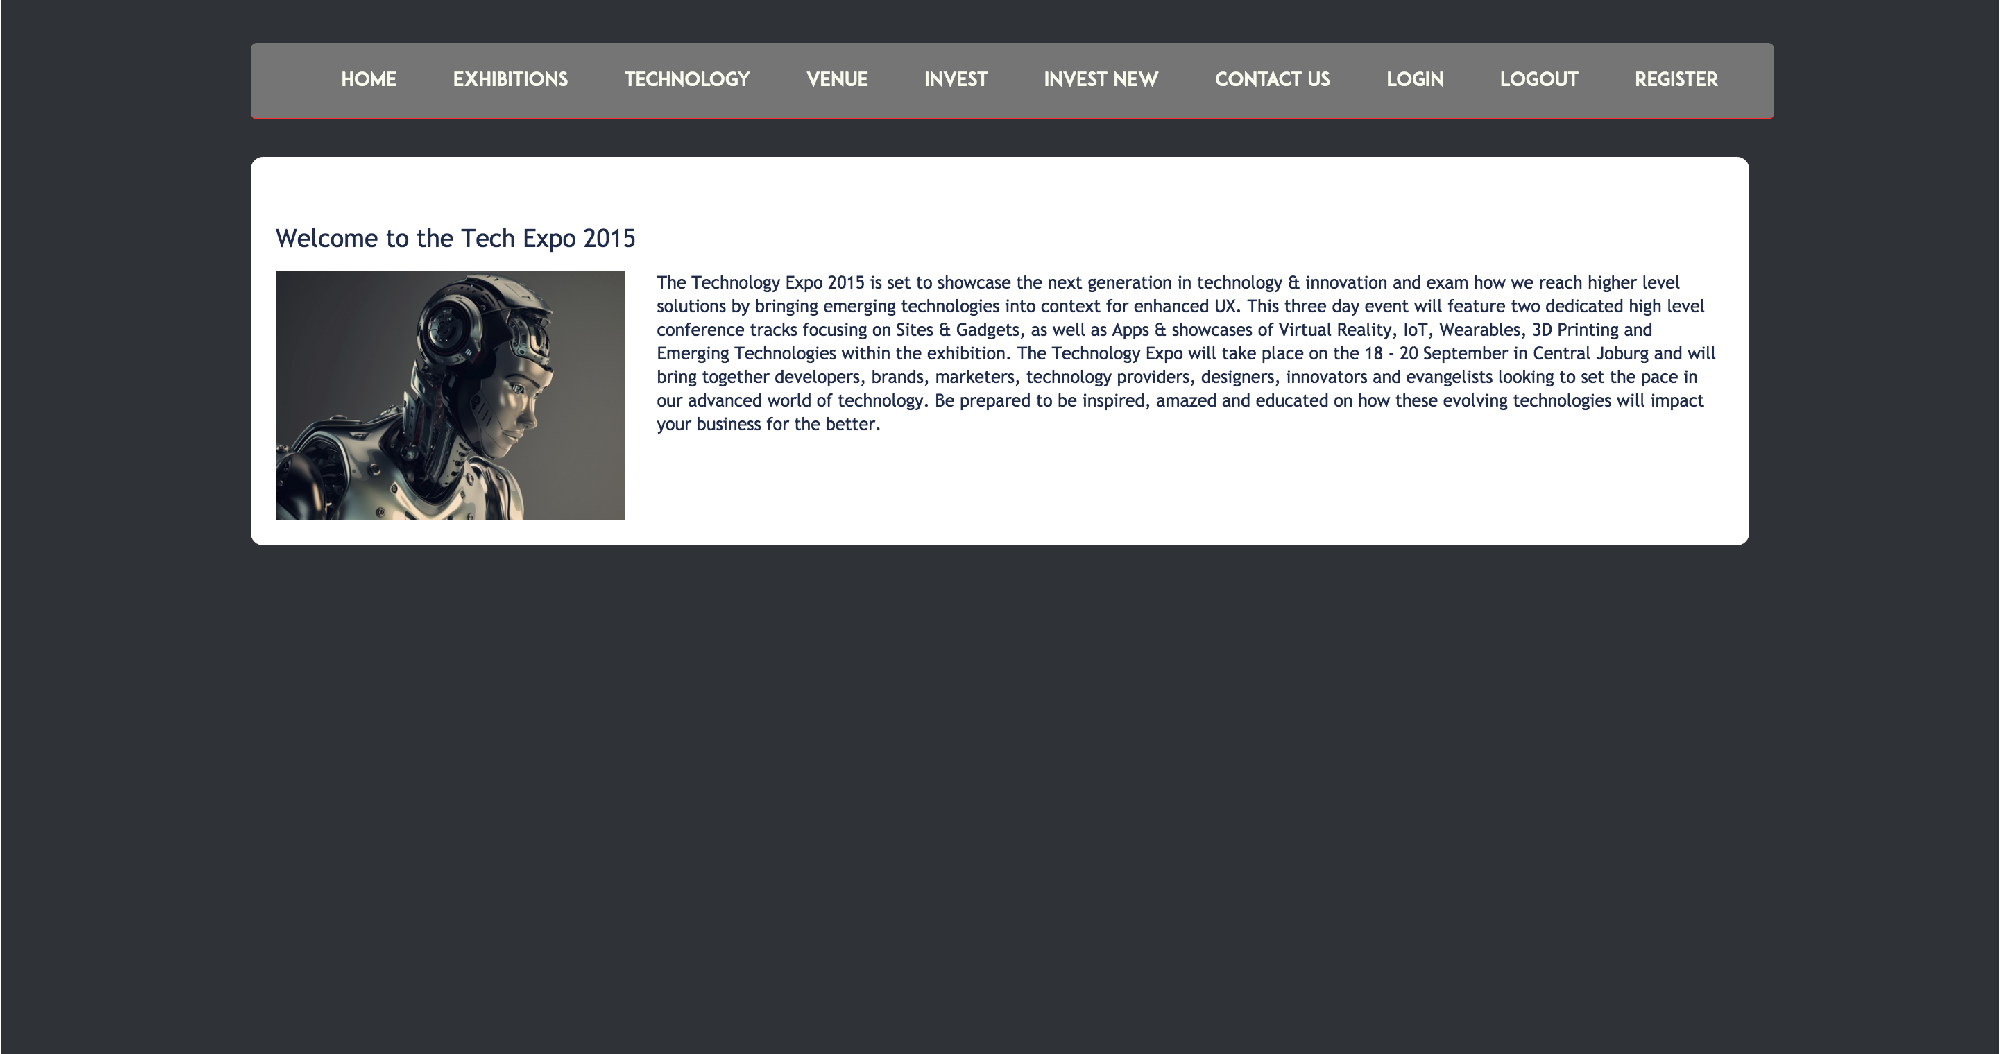 HOME EXHIBITIONS TECHNOLOGY VENUE INVEST INVEST NEW CONTACT US LOGIN LOGOUT REGISTER
Welcome to the Tech Expo 2015
The Technology Expo 2015 is set to showcase the next generation in technology & innovation and exam how we reach higher level
solutions by bringing emerging technologies into context for enhanced UX. This three day event will feature two dedicated high level
conference tracks focusing on Sites & Gadgets, as well as Apps & showcases of Virtual Reality, IoT, Wearables, 3D Printing and
Emerging Technologies within the exhibition. The Technology Expo will take place on the 18 - 20 September in Central Joburg and will
bring together developers, brands, marketers, technology providers, designers, innovators and evangelists looking to set the pace in
our advanced world of technology. Be prepared to be inspired, amazed and educated on how these evolving technologies will impact
your business for the better.